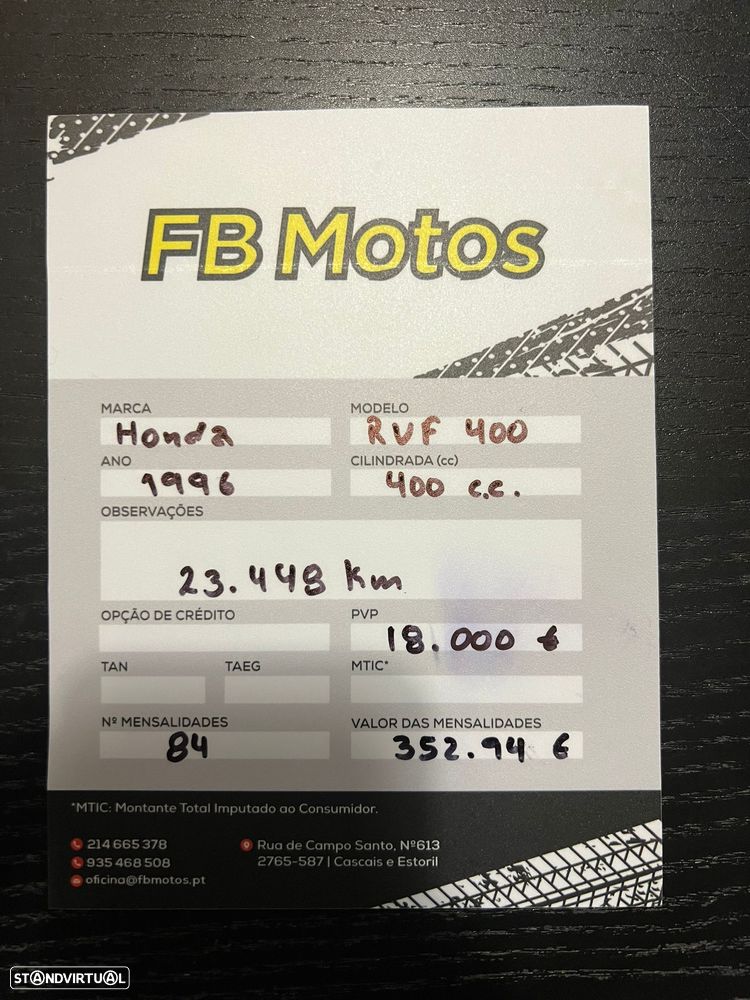 FB Motos
MARCA MODELO
Honda RVF 400
ANO CILINDRADA (cc)
1996 400 c.c.
OBSERVAÇÕES
23.448 km
OPÇÃO DE CRÉDITO PVP
18.000 €
TAN TAEG MTIC*
Nº MENSALIDADES VALOR DAS MENSALIDADES
84 352.94 €
*MTIC: Montante Total Imputado ao Consumidor.
214 665 378 Rua de Campo Santo, Nº613
935 468 508 2765-587 | Cascais e Estoril
oficina@fbmotos.pt
STANDVIRTUAL